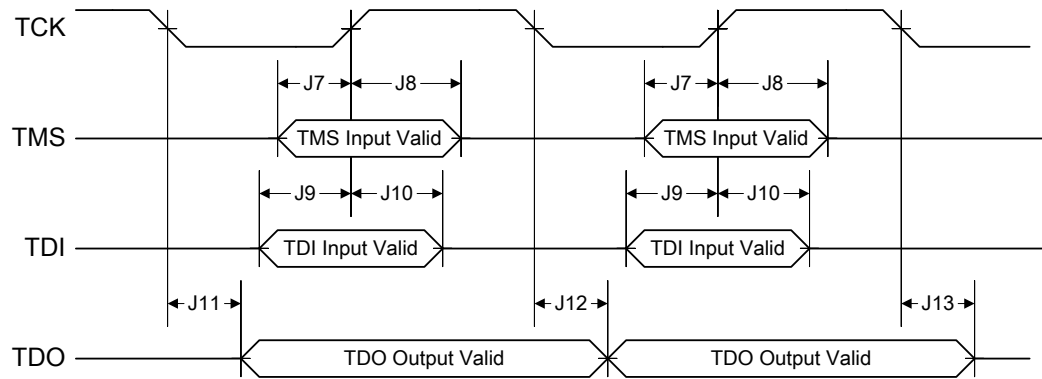 TCK
J7 J8 J7 J8
TMS TMS Input Valid TMS Input Valid
J9 J10 J9 J10
TDI TDI Input Valid TDI Input Valid
J11 J12 J13
TDO TDO Output Valid TDO Output Valid